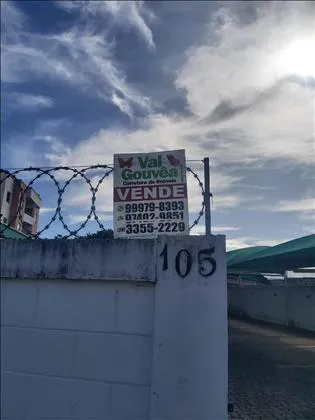 Val
Gouvêa
Corretora de Imóveis
VENDE
99979-8393
97402-9851
3355-2229
105